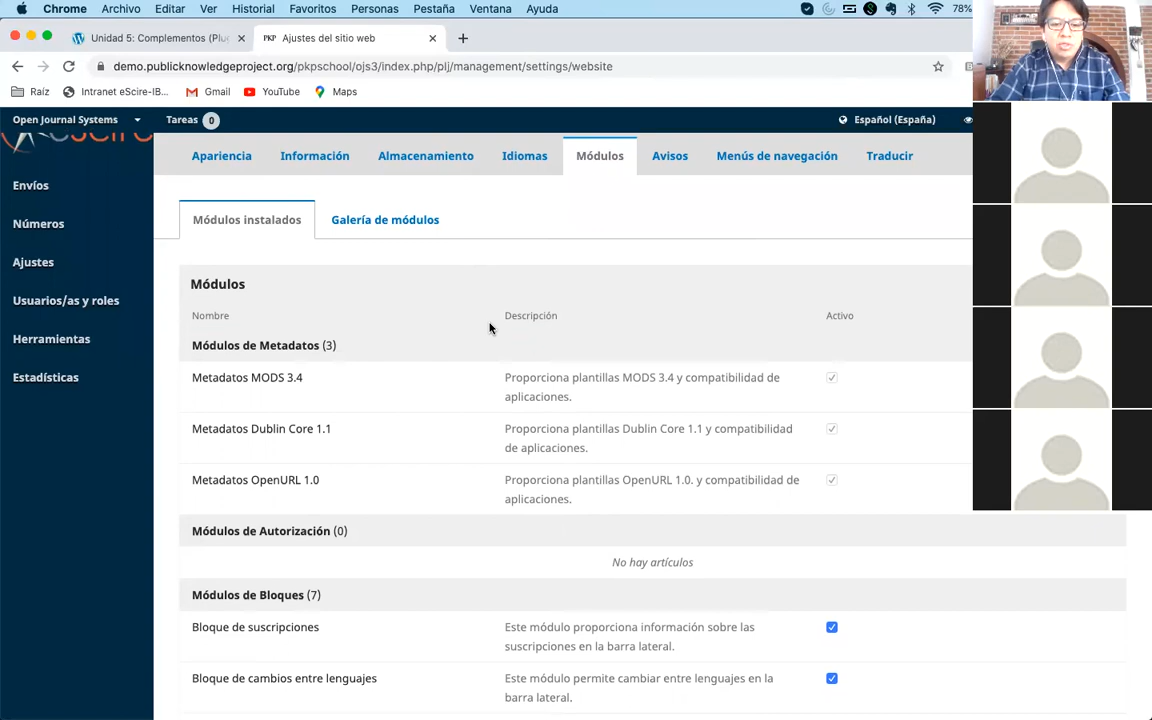 Chrome Archivo Editar Ver Historial Favoritos Personas Pestaña Ventana Ayuda 78%
Unidad 5: Complementos (Plu
PKP Ajustes del sitio web
demo.publicknowledgeproject.org/pkpschool/ojs3/index.php/plj/management/settings/website
Raíz Intranet eScire-IB... Gmail YouTube Maps
Open Journal Systems Tareas 0 Español (España)
Apariencia Información Almacenamiento Idiomas Módulos Avisos Menús de navegación Traducir
Envíos
Números
Ajustes
Usuarios/as y roles
Herramientas
Estadísticas
Módulos instalados Galería de módulos
Módulos
Nombre Descripción Activo
Módulos de Metadatos (3)
Metadatos MODS 3.4 Proporciona plantillas MODS 3.4 y compatibilidad de
aplicaciones.
Metadatos Dublin Core 1.1 Proporciona plantillas Dublin Core 1.1 y compatibilidad
de aplicaciones.
Metadatos OpenURL 1.0 Proporciona plantillas OpenURL 1.0. y compatibilidad de
aplicaciones.
Módulos de Autorización (0)
No hay artículos
Módulos de Bloques (7)
Bloque de suscripciones Este módulo proporciona información sobre las
suscripciones en la barra lateral.
Bloque de cambios entre lenguajes Este módulo permite cambiar entre lenguajes en la
barra lateral.